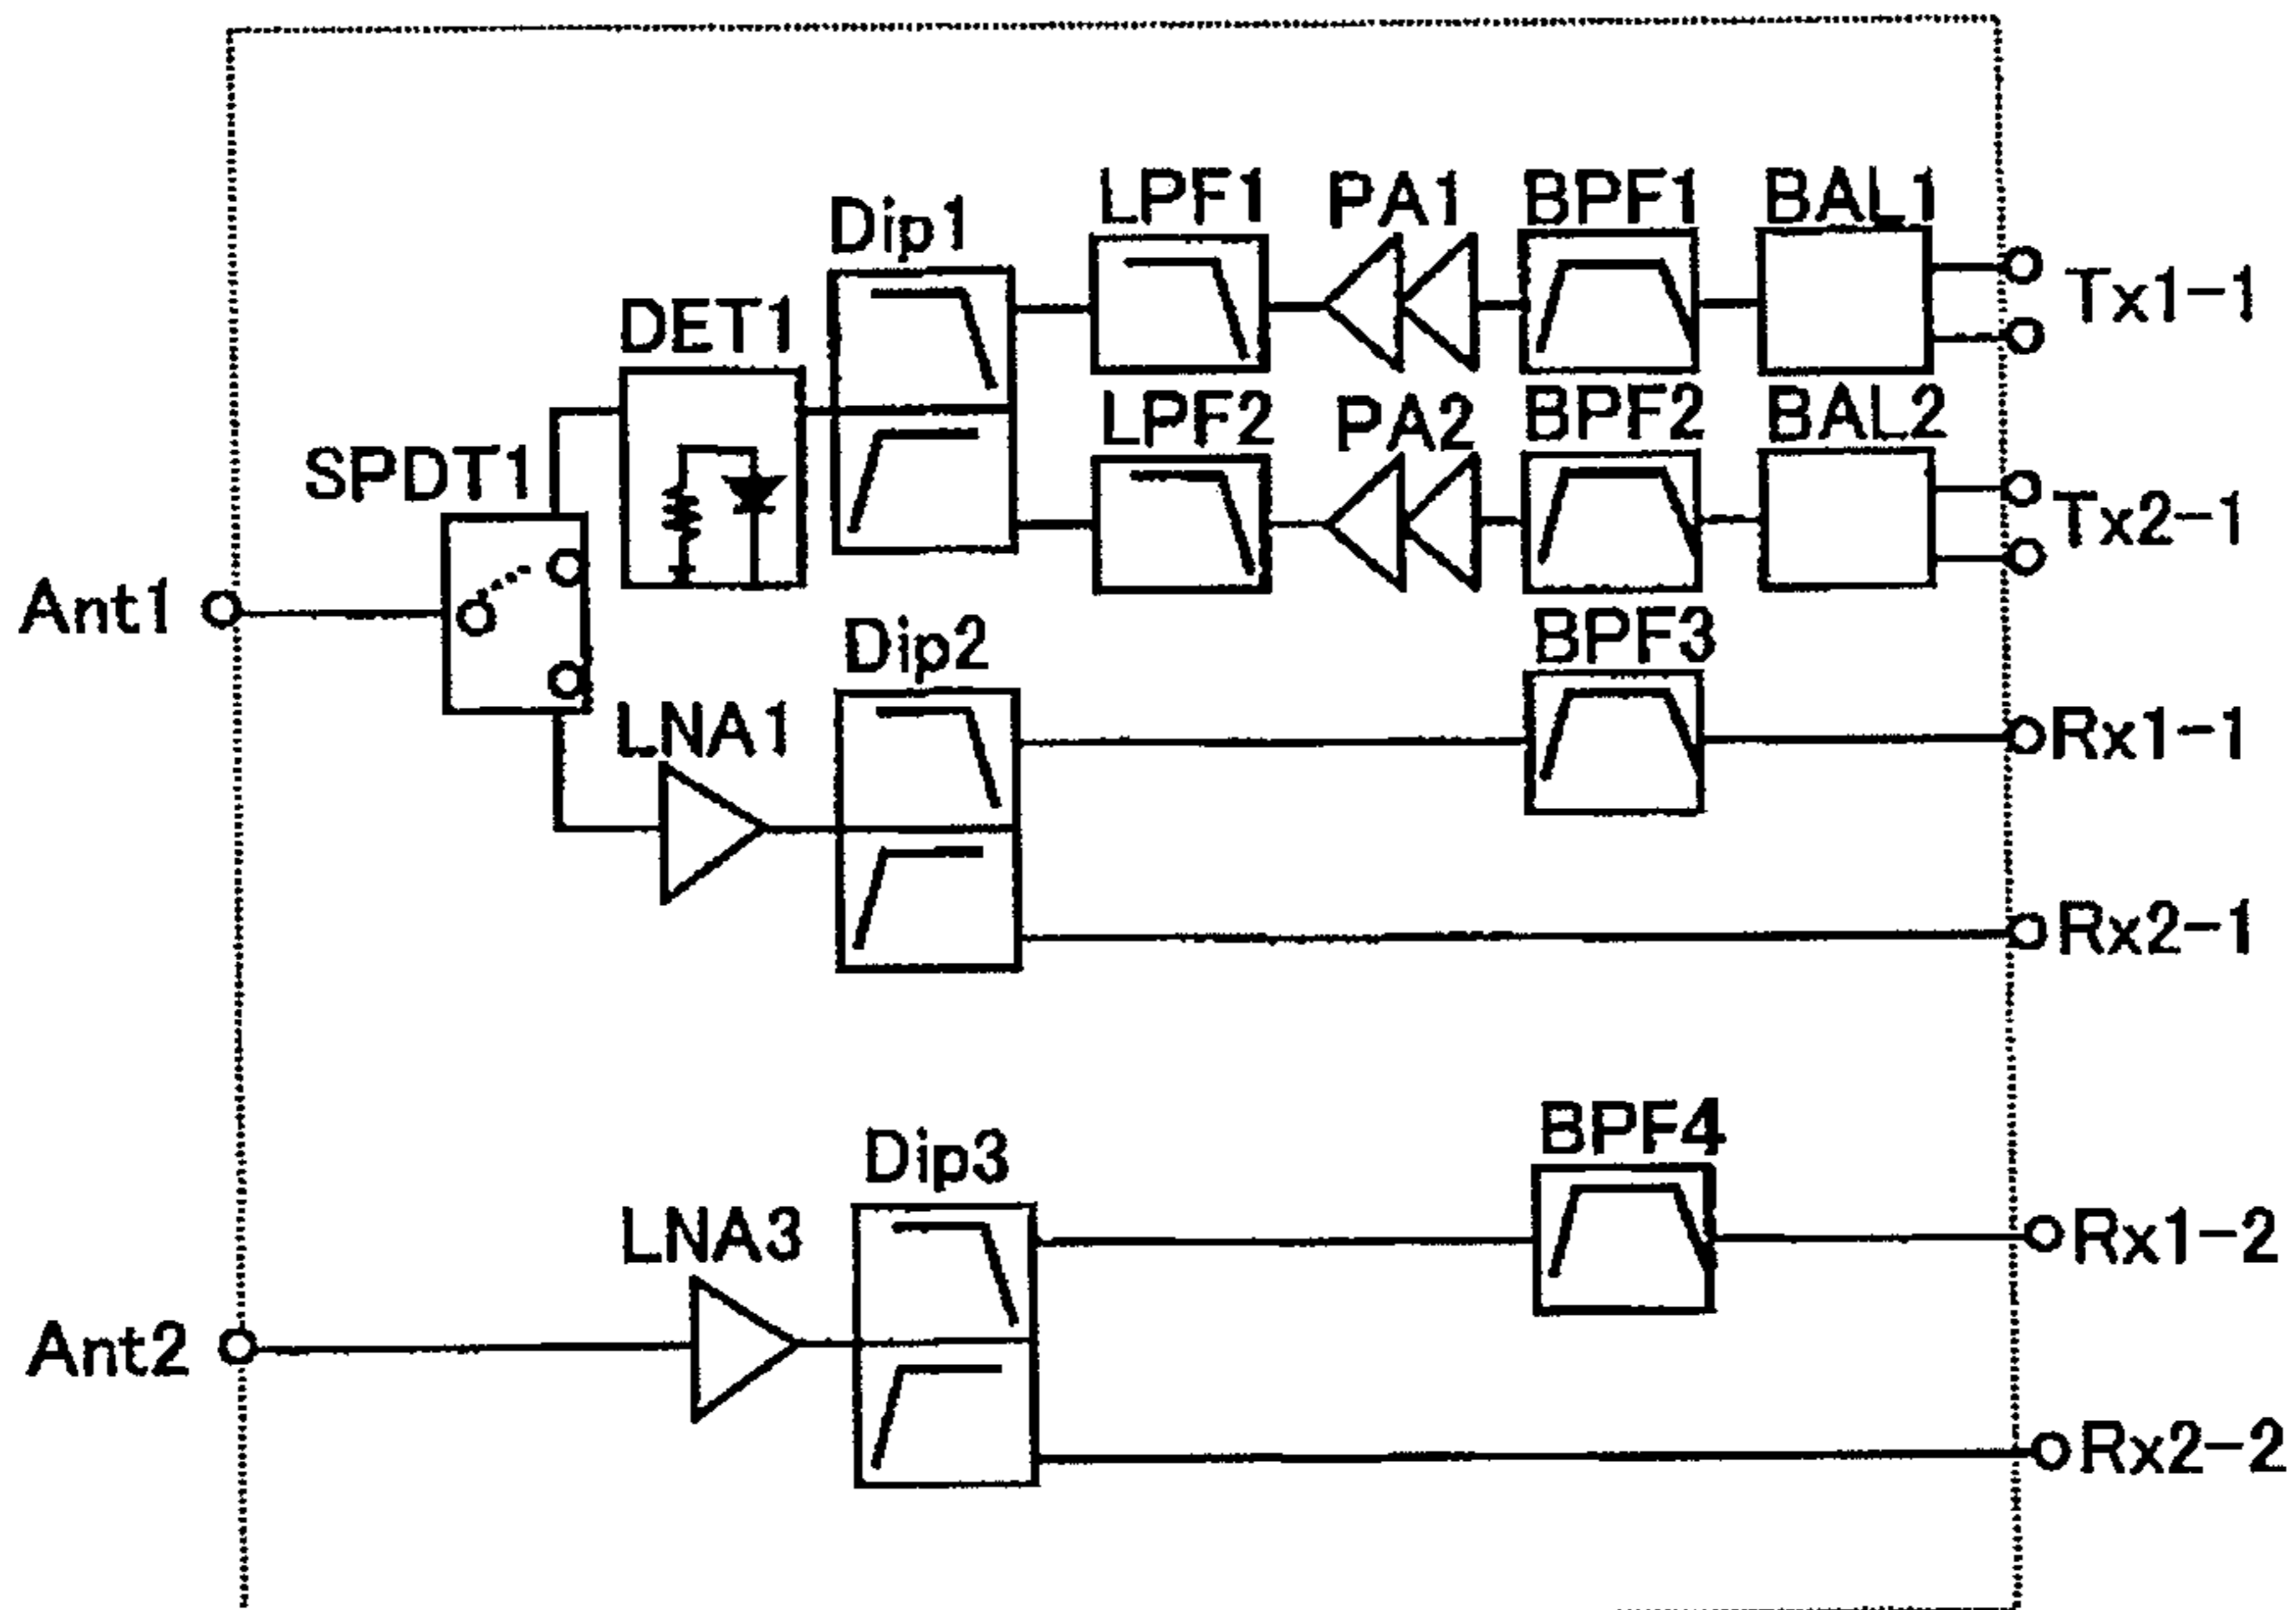 LPF1
PA1
BPF1
BAL1
Dip1
Tx1-1
DET1
LPF2
PA2
BPF2
BAL2
SPDT1
Tx2-1
Ant1
Dip2
BPF3
LNA1
Rx1-1
Rx2-1
Dip3
BPF4
LNA3
Rx1-2
Ant2
Rx2-2